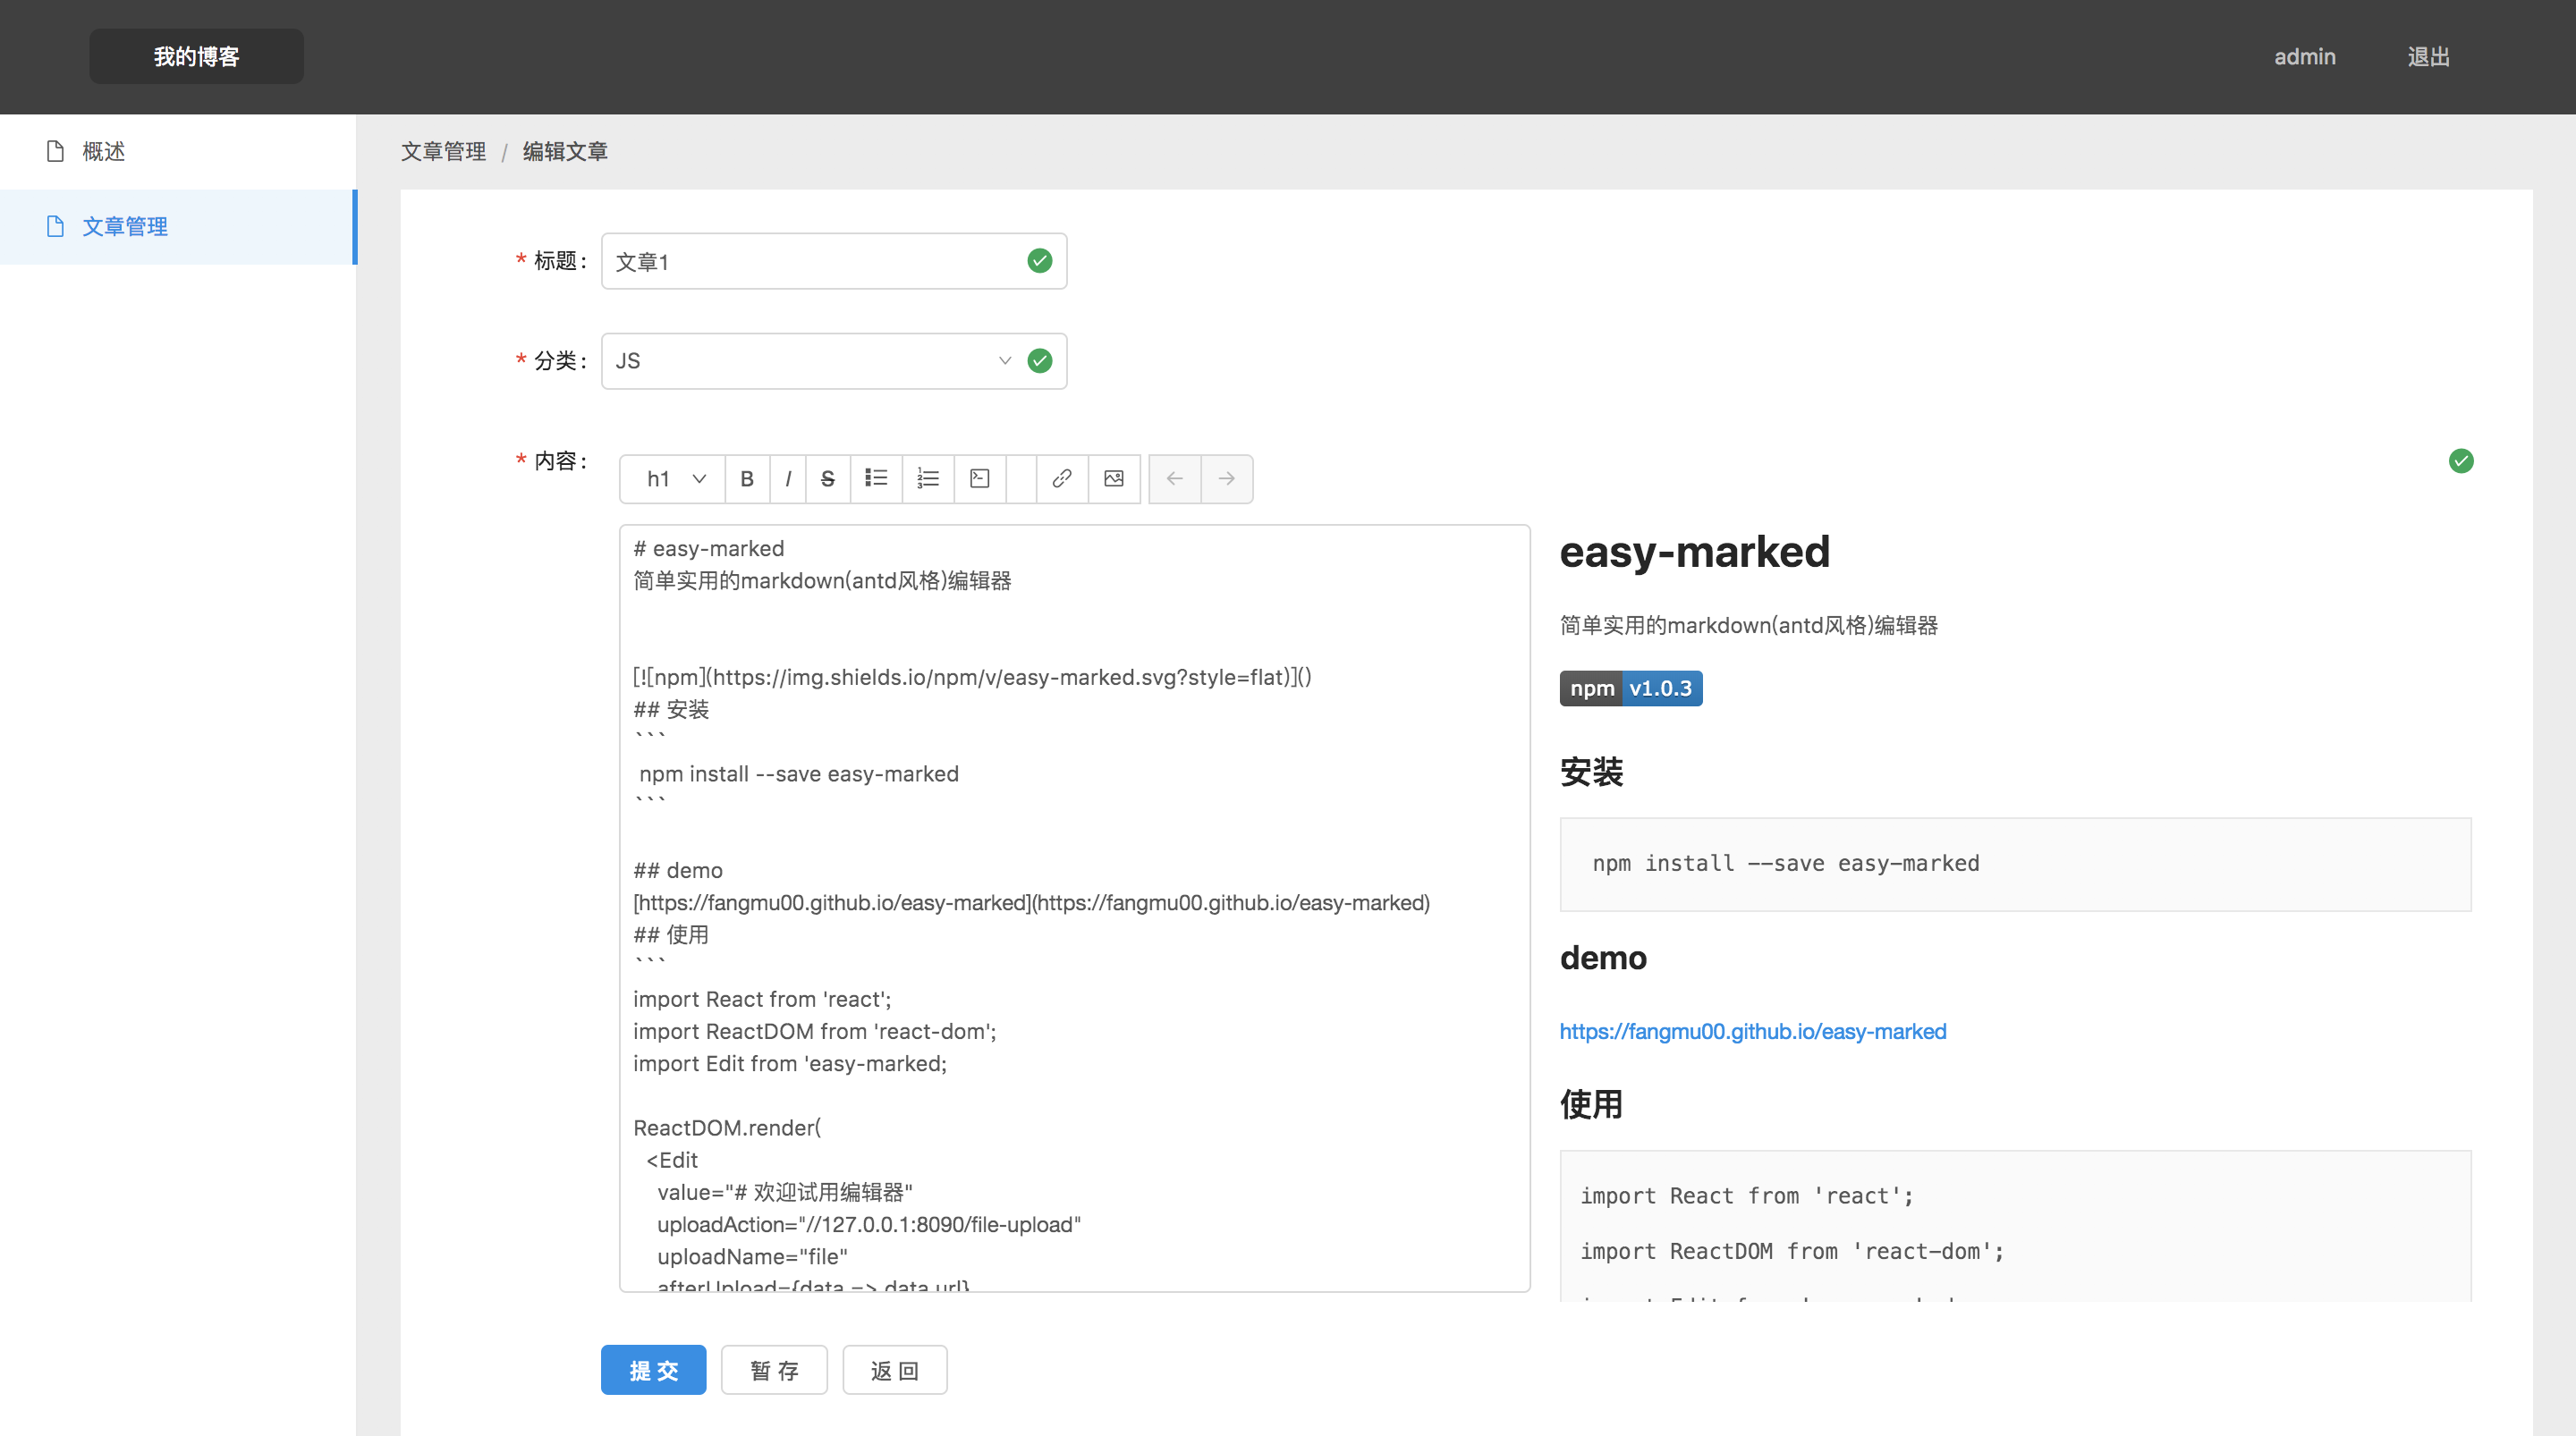 我的博客
admin
退出
概述
文章管理
文章管理 / 编辑文章
* 标题:
文章1
* 分类:
JS
* 内容:
h1 B I S
# easy-marked
简单实用的markdown(antd风格)编辑器
[![npm](https://img.shields.io/npm/v/easy-marked.svg?style=flat)]()
## 安装
```
npm install --save easy-marked
```
## demo
[https://fangmu00.github.io/easy-marked](https://fangmu00.github.io/easy-marked)
## 使用
```
import React from 'react';
import ReactDOM from 'react-dom';
import Edit from 'easy-marked;
ReactDOM.render(
<Edit
value="# 欢迎试用编辑器"
uploadAction="//127.0.0.1:8090/file-upload"
uploadName="file"
afterUpload={data => data.url}
easy-marked
简单实用的markdown(antd风格)编辑器
npm v1.0.3
安装
npm install --save easy-marked
demo
https://fangmu00.github.io/easy-marked
使用
import React from 'react';
import ReactDOM from 'react-dom';
提 交
暂 存
返 回